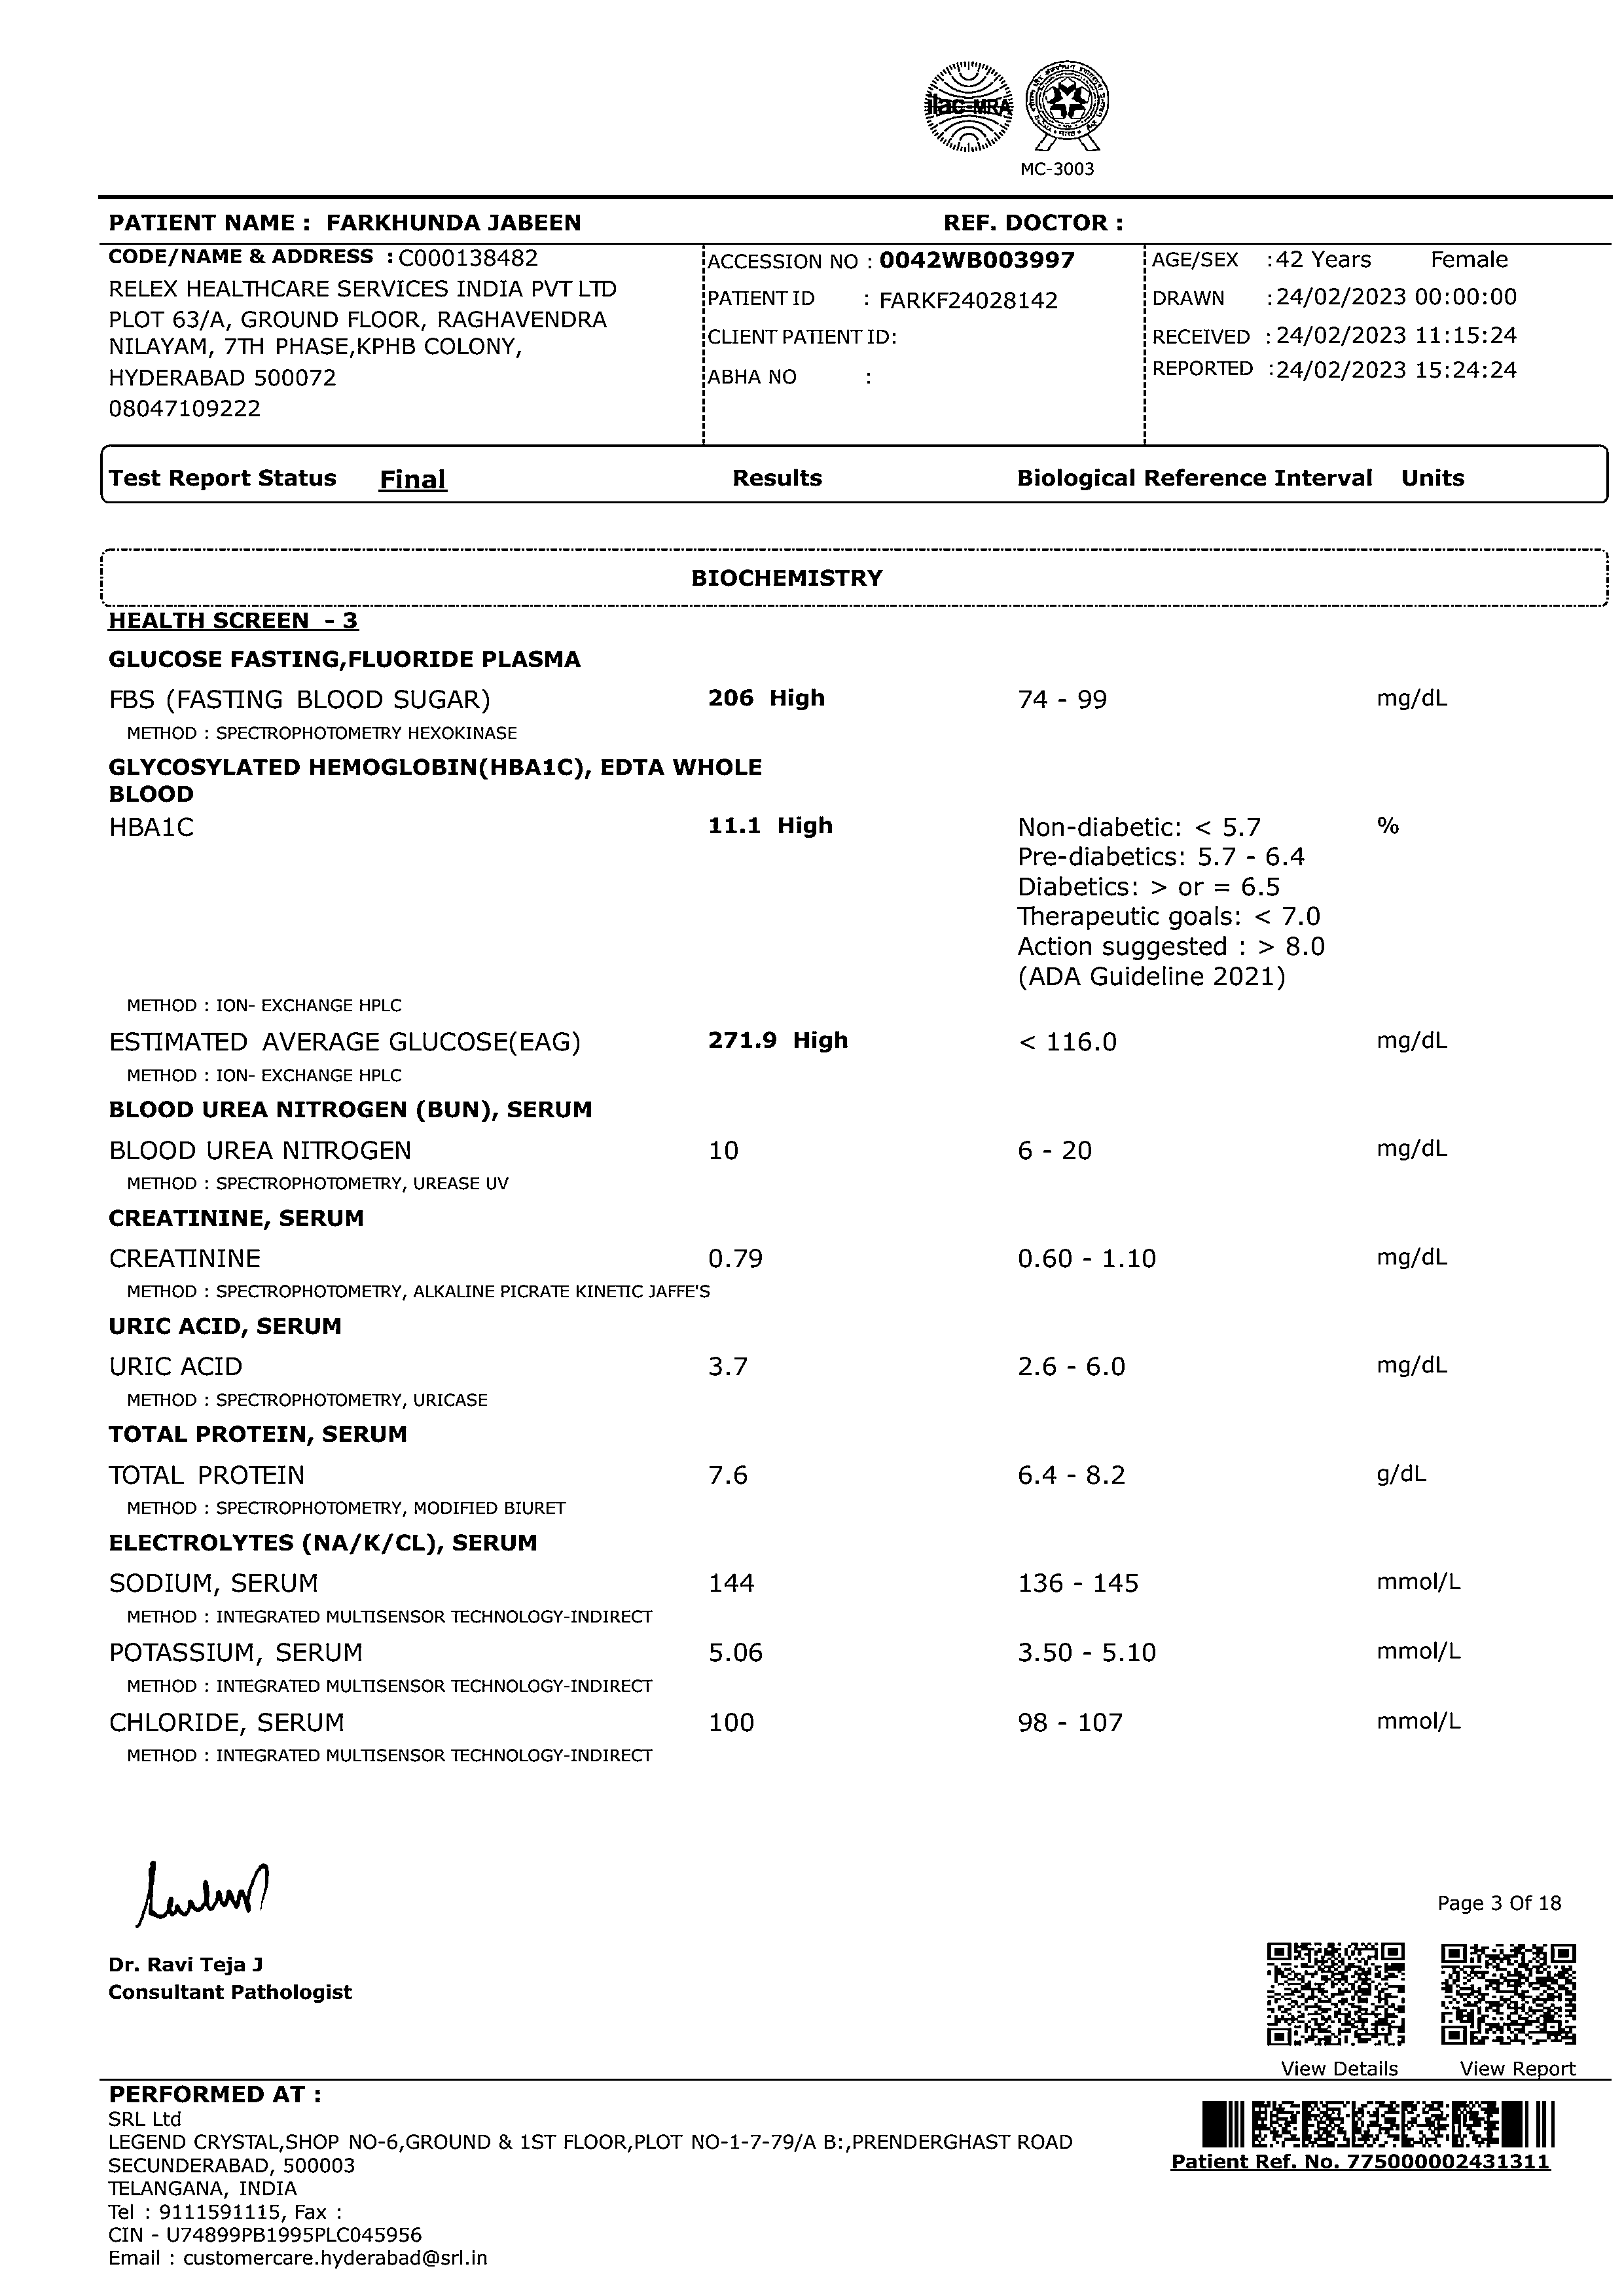 ilac-MRA
MC-3003
PATIENT NAME : FARKHUNDA JABEEN REF. DOCTOR :
CODE/NAME & ADDRESS : C000138482
RELEX HEALTHCARE SERVICES INDIA PVT LTD
PLOT 63/A, GROUND FLOOR, RAGHAVENDRA
NILAYAM, 7TH PHASE,KPHB COLONY,
HYDERABAD 500072
08047109222
ACCESSION NO : 0042WB003997
PATIENT ID : FARKF24028142
CLIENT PATIENT ID:
ABHA NO :
AGE/SEX :42 Years Female
DRAWN :24/02/2023 00:00:00
RECEIVED :24/02/2023 11:15:24
REPORTED :24/02/2023 15:24:24
Test Report Status Final Results Biological Reference Interval Units
BIOCHEMISTRY
HEALTH SCREEN - 3
GLUCOSE FASTING,FLUORIDE PLASMA
FBS (FASTING BLOOD SUGAR) 206 High 74 - 99 mg/dL
METHOD : SPECTROPHOTOMETRY HEXOKINASE
GLYCOSYLATED HEMOGLOBIN(HBA1C), EDTA WHOLE
BLOOD
HBA1C 11.1 High Non-diabetic: < 5.7 %
Pre-diabetics: 5.7 - 6.4
Diabetics: > or = 6.5
Therapeutic goals: < 7.0
Action suggested : > 8.0
(ADA Guideline 2021)
METHOD : ION- EXCHANGE HPLC
ESTIMATED AVERAGE GLUCOSE(EAG) 271.9 High < 116.0 mg/dL
METHOD : ION- EXCHANGE HPLC
BLOOD UREA NITROGEN (BUN), SERUM
BLOOD UREA NITROGEN 10 6 - 20 mg/dL
METHOD : SPECTROPHOTOMETRY, UREASE UV
CREATININE, SERUM
CREATININE 0.79 0.60 - 1.10 mg/dL
METHOD : SPECTROPHOTOMETRY, ALKALINE PICRATE KINETIC JAFFE'S
URIC ACID, SERUM
URIC ACID 3.7 2.6 - 6.0 mg/dL
METHOD : SPECTROPHOTOMETRY, URICASE
TOTAL PROTEIN, SERUM
TOTAL PROTEIN 7.6 6.4 - 8.2 g/dL
METHOD : SPECTROPHOTOMETRY, MODIFIED BIURET
ELECTROLYTES (NA/K/CL), SERUM
SODIUM, SERUM 144 136 - 145 mmol/L
METHOD : INTEGRATED MULTISENSOR TECHNOLOGY-INDIRECT
POTASSIUM, SERUM 5.06 3.50 - 5.10 mmol/L
METHOD : INTEGRATED MULTISENSOR TECHNOLOGY-INDIRECT
CHLORIDE, SERUM 100 98 - 107 mmol/L
METHOD : INTEGRATED MULTISENSOR TECHNOLOGY-INDIRECT
Page 3 Of 18
Dr. Ravi Teja J
Consultant Pathologist
View Details View Report
PERFORMED AT :
SRL Ltd
LEGEND CRYSTAL,SHOP NO-6,GROUND & 1ST FLOOR,PLOT NO-1-7-79/A B:,PRENDERGHAST ROAD
SECUNDERABAD, 500003
TELANGANA, INDIA
Tel : 9111591115, Fax :
CIN - U74899PB1995PLC045956
Email : customercare.hyderabad@srl.in
Patient Ref. No. 775000002431311